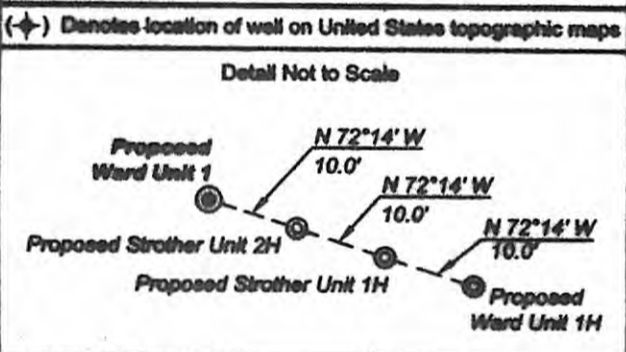 (-✦-) Denotes location of well on United States topographic maps
Detail Not to Scale
Proposed
Ward Unit 1
N 72°14' W
10.0'
N 72°14' W
10.0'
N 72°14' W
10.0'
Proposed Strother Unit 2H
Proposed Strother Unit 1H
Proposed
Ward Unit 1H